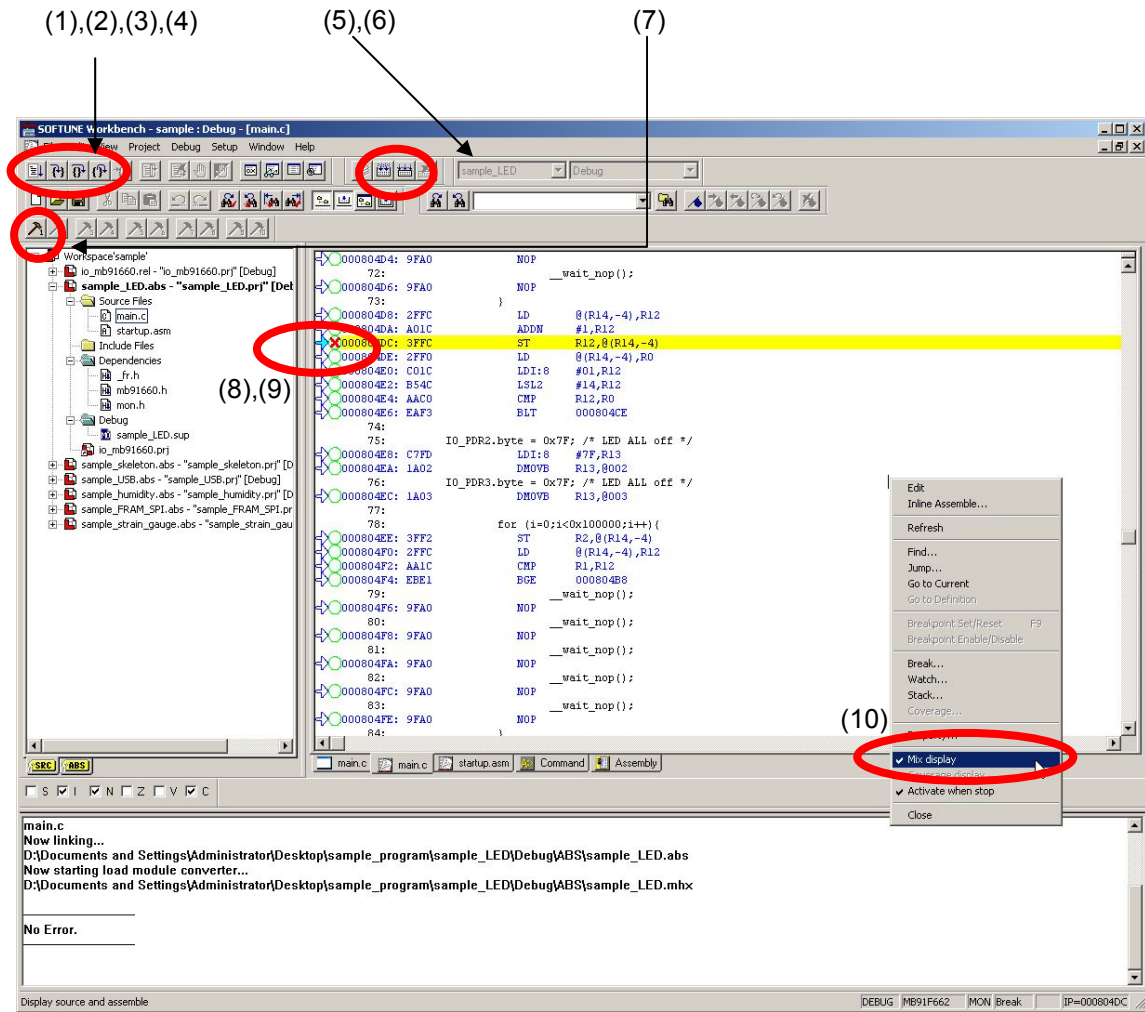 (1),(2),(3),(4)
(5),(6)
(7)
SOFTUNE Workbench - sample : Debug - [main.c]
View Project Debug Setup Window Help
sample_LED
Debug
Workspace'sample'
io_mb91660.rel - "io_mb91660.prj" [Debug]
sample_LED.abs - "sample_LED.prj" [Det
Source Files
main.c
startup.asm
Include Files
Dependencies
_fr.h
mb91660.h
mon.h
Debug
sample_LED.sup
io_mb91660.prj
sample_skeleton.abs - "sample_skeleton.prj" [D
sample_USB.abs - "sample_USB.prj" [Debug]
sample_humidity.abs - "sample_humidity.prj" [D
sample_FRAM_SPI.abs - "sample_FRAM_SPI.pr
sample_strain_gauge.abs - "sample_strain_gau
SRC ABS
(8),(9)
000804D4: 9FA0 NOP
72: __wait_nop();
000804D6: 9FA0 NOP
73: }
000804D8: 2FFC LD @(R14,-4),R12
000804DA: A01C ADDN #1,R12
000804DC: 3FFC ST R12,@(R14,-4)
000804DE: 2FF0 LD @(R14,-4),R0
000804E0: C01C LDI:8 #01,R12
000804E2: B54C LSL2 #14,R12
000804E4: AAC0 CMP R12,R0
000804E6: EAF3 BLT 000804CE
74:
75: IO_PDR2.byte = 0x7F; /* LED ALL off */
000804E8: C7FD LDI:8 #7F,R13
000804EA: 1A02 DMOVB R13,@002
76: IO_PDR3.byte = 0x7F; /* LED ALL off */
000804EC: 1A03 DMOVB R13,@003
77:
78: for (i=0;i<0x100000;i++){
000804EE: 3FF2 ST R2,@(R14,-4)
000804F0: 2FFC LD @(R14,-4),R12
000804F2: AA1C CMP R1,R12
000804F4: EBE1 BGE 000804B8
79: __wait_nop();
000804F6: 9FA0 NOP
80: __wait_nop();
000804F8: 9FA0 NOP
81: __wait_nop();
000804FA: 9FA0 NOP
82: __wait_nop();
000804FC: 9FA0 NOP
83: __wait_nop();
000804FE: 9FA0 NOP
84: }
main.c main.c startup.asm Command Assembly
Edit
Inline Assemble...
Refresh
Find...
Jump...
Go to Current
Go to Definition
Breakpoint Set/Reset F9
Breakpoint Enable/Disable
Break...
Watch...
Stack...
Coverage...
(10)
Mix display
Coverage display
Activate when stop
Close
S I N Z V C
main.c
Now linking...
D:\Documents and Settings\Administrator\Desktop\sample_program\sample_LED\Debug\ABS\sample_LED.abs
Now starting load module converter...
D:\Documents and Settings\Administrator\Desktop\sample_program\sample_LED\Debug\ABS\sample_LED.mhx
No Error.
Display source and assemble
DEBUG MB91F662 MON Break IP=000804DC